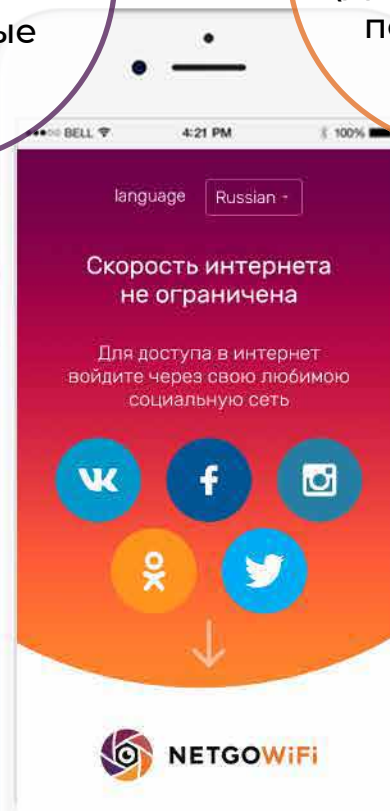 BELL 4:21 PM 100%
language Russian
Скорость интернета
не ограничена
Для доступа в интернет
войдите через свою любимою
социальную сеть
NETGOWiFi